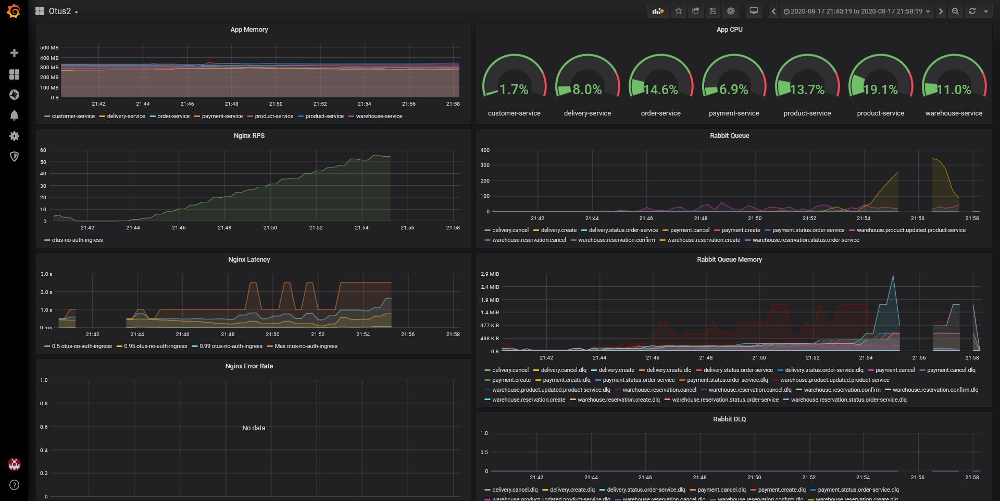 Otus2
2020-08-17 21:40:19 to 2020-08-17 21:58:19
App Memory
500 MB
400 MB
300 MB
200 MB
100 MB
0 B
21:42 21:44 21:46 21:48 21:50 21:52 21:54 21:56 21:58
customer-service delivery-service order-service payment-service product-service product-service warehouse-service
App CPU
1.7% 8.0% 14.6% 6.9% 13.7% 19.1% 11.0%
customer-service delivery-service order-service payment-service product-service product-service warehouse-service
Nginx RPS
60
50
40
30
20
10
0
21:42 21:44 21:46 21:48 21:50 21:52 21:54 21:56 21:58
otus-no-auth-ingress
Rabbit Queue
400
300
200
100
0
21:42 21:44 21:46 21:48 21:50 21:52 21:54 21:56 21:58
delivery.cancel delivery.create delivery.status.order-service payment.cancel payment.create payment.status.order-service warehouse.product.updated.product-service
warehouse.reservation.cancel warehouse.reservation.confirm warehouse.reservation.create warehouse.reservation.status.order-service
Nginx Latency
3.0 s
2.0 s
1.0 s
0 ms
21:42 21:44 21:46 21:48 21:50 21:52 21:54 21:56 21:58
0.5 otus-no-auth-ingress 0.95 otus-no-auth-ingress 0.99 otus-no-auth-ingress Max otus-no-auth-ingress
Rabbit Queue Memory
2.9 MiB
2.4 MiB
1.9 MiB
1.4 MiB
977 KiB
488 KiB
0 B
21:42 21:44 21:46 21:48 21:50 21:52 21:54 21:56 21:58
delivery.cancel delivery.cancel.dlq delivery.create delivery.create.dlq delivery.status.order-service delivery.status.order-service.dlq payment.cancel payment.cancel.dlq
payment.create payment.create.dlq payment.status.order-service payment.status.order-service.dlq warehouse.product.updated.product-service
warehouse.product.updated.product-service.dlq warehouse.reservation.cancel warehouse.reservation.cancel.dlq warehouse.reservation.confirm warehouse.reservation.confirm.dlq
warehouse.reservation.create warehouse.reservation.create.dlq warehouse.reservation.status.order-service warehouse.reservation.status.order-service.dlq
Nginx Error Rate
1.0
0.8
0.6
0.4
0.2
0
No data
Rabbit DLQ
1.0
0.5
0
21:42 21:44 21:46 21:48 21:50 21:52 21:54 21:56 21:58
delivery.cancel.dlq delivery.create.dlq delivery.status.order-service.dlq payment.cancel.dlq payment.create.dlq payment.status.order-service.dlq
warehouse.product.updated.product-service.dlq warehouse.reservation.cancel.dlq warehouse.reservation.confirm.dlq warehouse.reservation.create.dlq